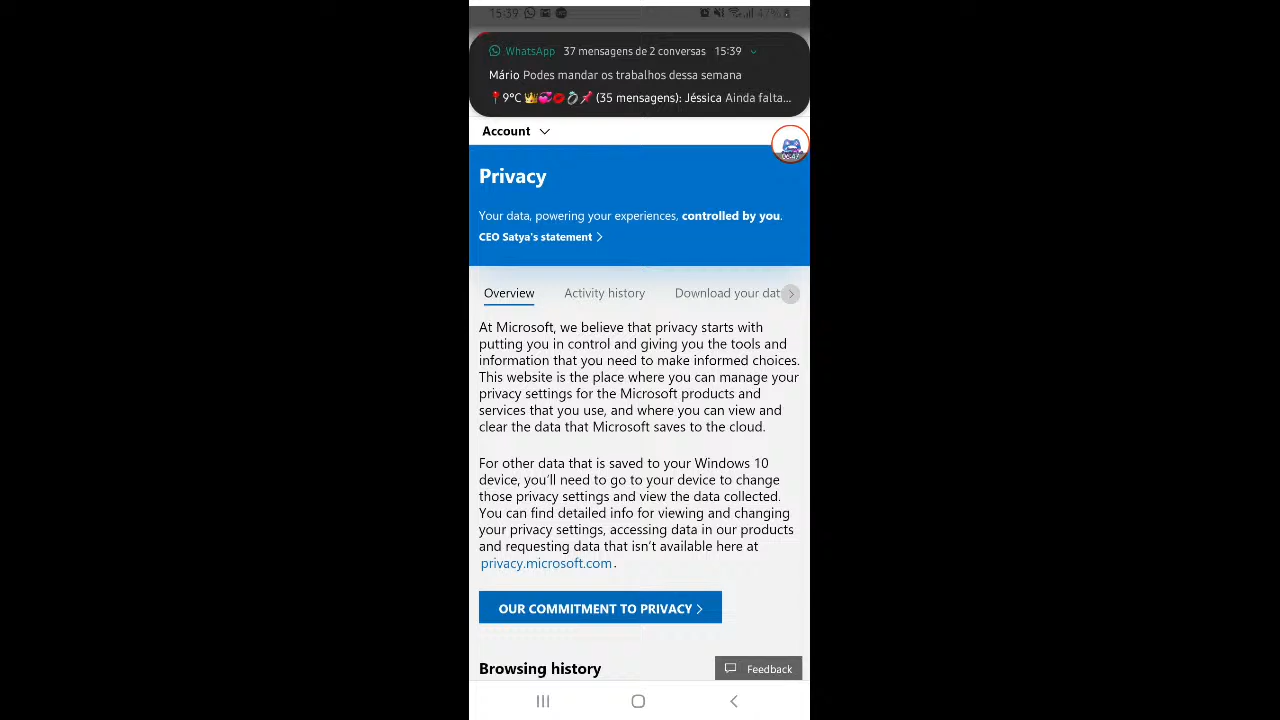 15:39 47%
WhatsApp 37 mensagens de 2 conversas 15:39
Mário Podes mandar os trabalhos dessa semana
📍9°C 👑💞💋💍📌 (35 mensagens): Jéssica Ainda falta...
Account
06:47
Privacy
Your data, powering your experiences, controlled by you.
CEO Satya's statement >
Overview Activity history Download your dat >
At Microsoft, we believe that privacy starts with
putting you in control and giving you the tools and
information that you need to make informed choices.
This website is the place where you can manage your
privacy settings for the Microsoft products and
services that you use, and where you can view and
clear the data that Microsoft saves to the cloud.
For other data that is saved to your Windows 10
device, you'll need to go to your device to change
those privacy settings and view the data collected.
You can find detailed info for viewing and changing
your privacy settings, accessing data in our products
and requesting data that isn't available here at
privacy.microsoft.com.
OUR COMMITMENT TO PRIVACY >
Browsing history
Feedback